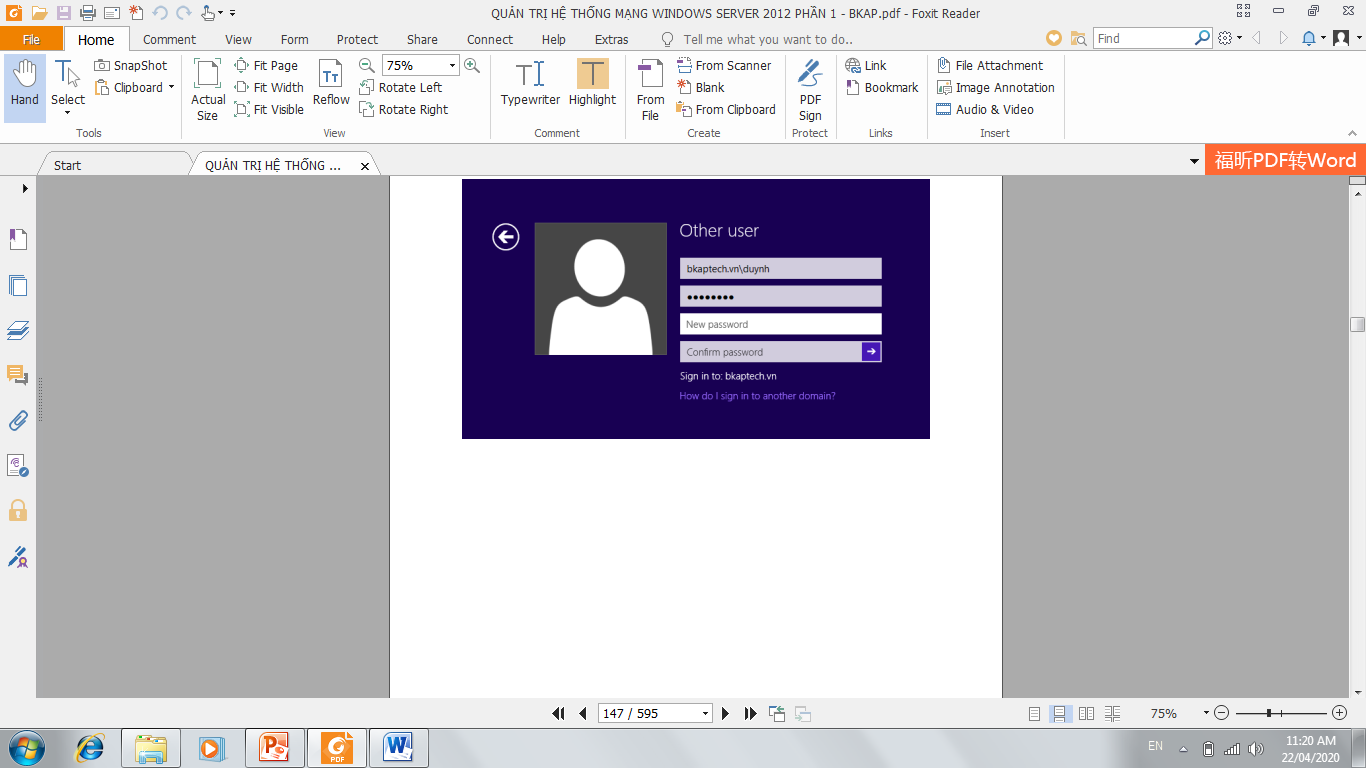 QUẢN TRỊ HỆ THỐNG MẠNG WINDOWS SERVER 2012 PHẦN 1 - BKAP.pdf - Foxit Reader
File Home Comment View Form Protect Share Connect Help Extras Tell me what you want to do.. Find
Hand
Select
SnapShot
Clipboard
Tools
Actual Size
Fit Page
Fit Width
Fit Visible
Reflow
75%
Rotate Left
Rotate Right
View
Typewriter
Highlight
Comment
From File
From Scanner
Blank
From Clipboard
Create
PDF Sign
Protect
Link
Bookmark
Links
File Attachment
Image Annotation
Audio & Video
Insert
Start
QUẢN TRỊ HỆ THỐNG ...
福昕PDF转Word
Other user
bkaptech.vn\duynh
New password
Confirm password
Sign in to: bkaptech.vn
How do I sign in to another domain?
147 / 595
75%
PDF
EN
11:20 AM
22/04/2020